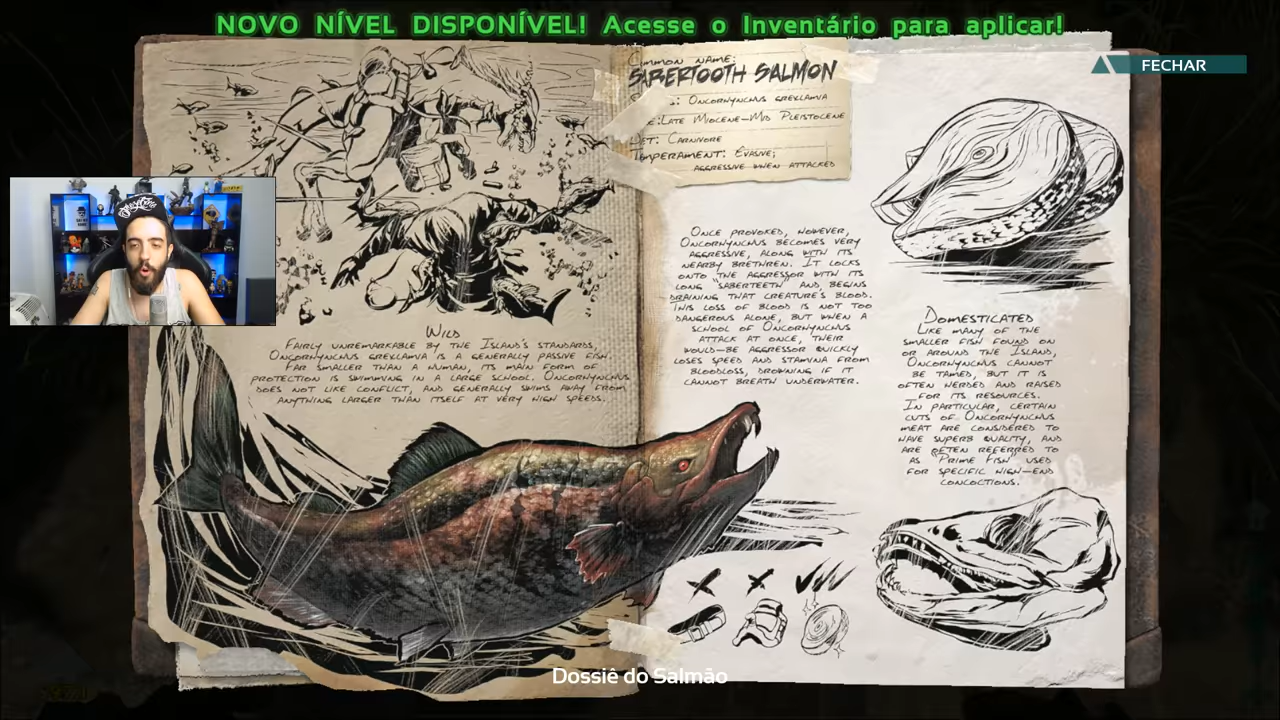 NOVO NÍVEL DISPONÍVEL! Acesse o Inventário para aplicar!
FECHAR
Common name:
Sabertooth Salmon
Oncorhynchus grexlamia
Late Miocene-Mid Pleistocene
Carnivore
Temperament: Evasive;
aggressive when attacked
Wild
Fairly unremarkable by the Island's standards,
Oncorhynchus grexlamia is a generally passive fish
far smaller than a human, its main form of
protection is swimming in a large school. Oncorhynchus
does not like conflict, and generally swims away from
anything larger than itself at very high speeds.
Once provoked, however,
Oncorhynchus becomes very
aggressive, along with its
nearby brethren. It locks
onto the aggressor with its
long "saberteeth" and, begins
draining that creature's blood.
This loss of blood is not too
dangerous alone, but when a
school of Oncorhynchus
attack at once, their
would-be aggressor quickly
loses speed and stamina from
bloodloss, drowning if it
cannot breath underwater.
Domesticated
Like many of the
smaller fish found on
or around the Island,
Oncorhynchus cannot
be tamed, but it is
often herded and raised
for its resources.
In particular, certain
cuts of Oncorhynchus
meat are considered to
have superb quality, and
are often referred to
as "Prime Fish" used
for specific high-end
concoctions.
Dossiê do Salmão